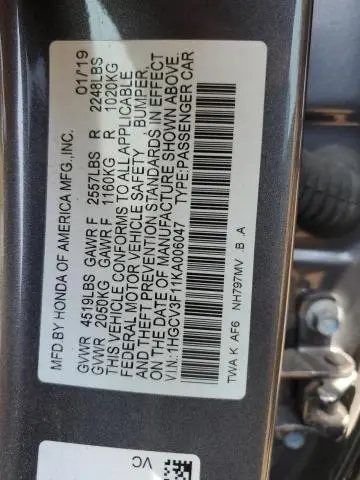 MFD BY HONDA OF AMERICA MFG.,INC. 01/19
GVWR 4519LBS GAWR F 2557LBS R 2248LBS
GVWR 2050KG GAWR F 1160KG R 1020KG
THIS VEHICLE CONFORMS TO ALL APPLICABLE
FEDERAL MOTOR VEHICLE SAFETY , BUMPER,
AND THEFT PREVENTION STANDARDS IN EFFECT
ON THE DATE OF MANUFACTURE SHOWN ABOVE.
V.I.N.:1HGCV3F11KA006047 TYPE:PASSENGER CAR
TWA K AF6 NH797MV B .A
VC